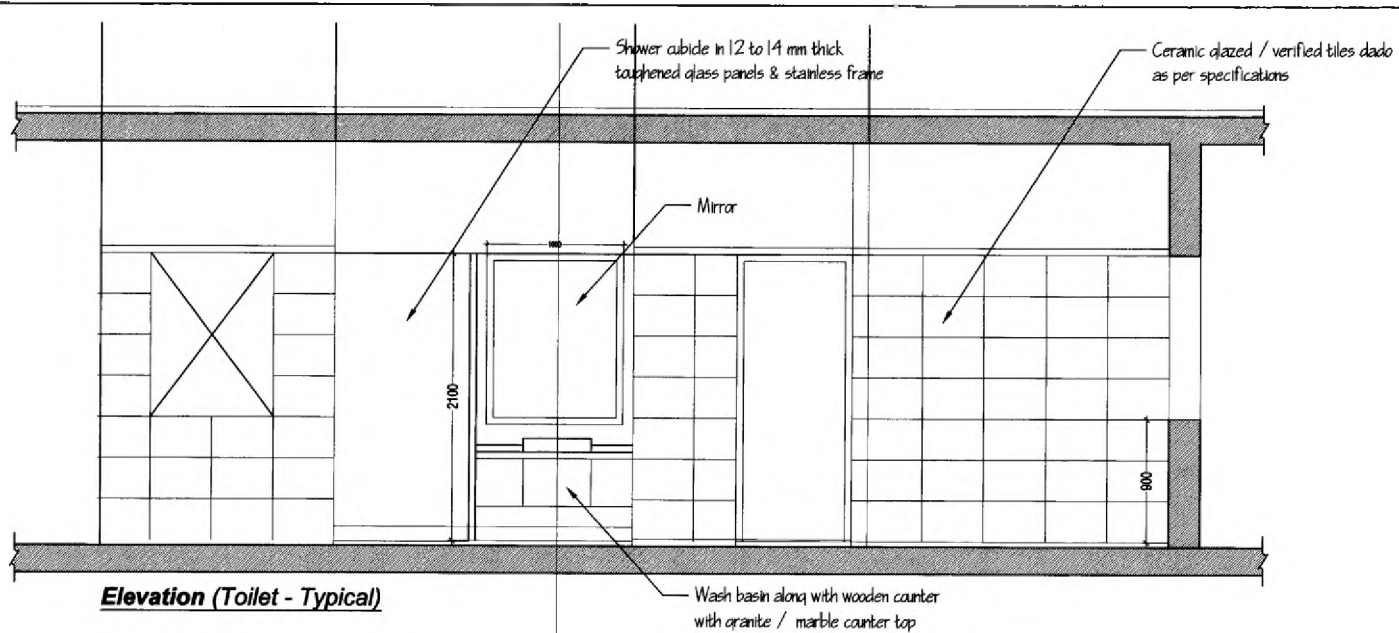 Shower cubicle in 12 to 14 mm thick
toughened glass panels & stainless frame
Ceramic glazed / verified tiles dado
as per specifications
Mirror
1000
2100
900
Elevation (Toilet - Typical)
Wash basin along with wooden counter
with granite / marble counter top